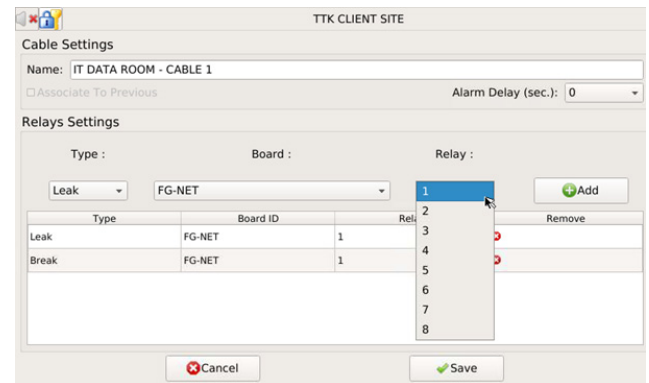 TTK CLIENT SITE
Cable Settings
Name: IT DATA ROOM - CABLE 1
Associate To Previous Alarm Delay (sec.): 0
Relays Settings
Type : Board : Relay :
Leak FG-NET 1 Add
Type Board ID Rel Remove
2
Leak FG-NET 1 3
4
Break FG-NET 1
5
6
7
8
Cancel Save